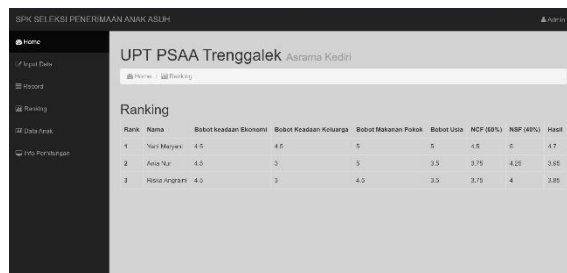 SPK SELEKSI PENERIMAAN ANAK ASUH
Admin
Home
Input Data
Record
Ranking
Data Anak
Info Perhitungan
UPT PSAA Trenggalek Asrama Kediri
Home / Ranking
Ranking
Rank Nama Bobot keadaan Ekonomi Bobot Keadaan Keluarga Bobot Makanan Pokok Bobot Usia NCF (60%) NSF (40%) Hasil
1 Yani Maryani 4.5 4.5 5 5 4.5 5 4.7
2 Ania Nur 4.5 3 5 3.5 3.75 4.25 3.95
3 Riska Angraini 4.5 3 4.5 3.5 3.75 4 3.85